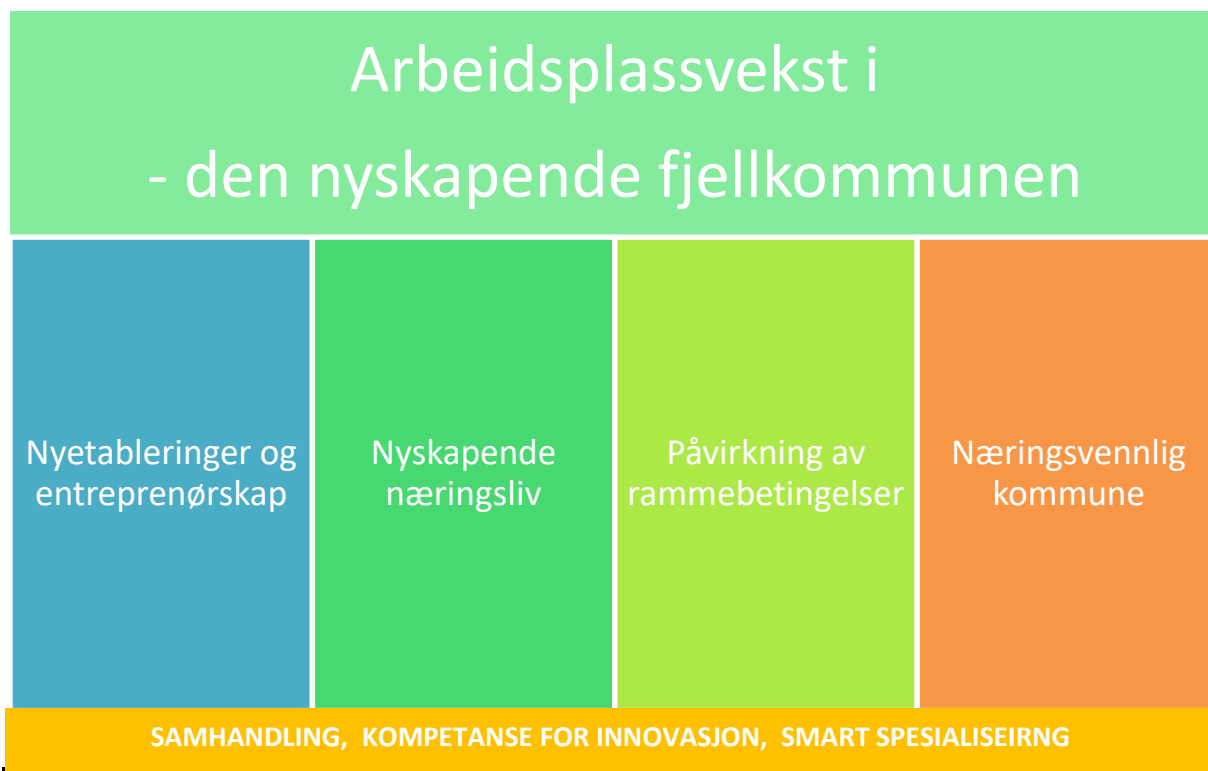 Arbeidsplassvekst i
- den nyskapende fjellkommunen
Nyetableringer og
entreprenørskap
Nyskapende
næringsliv
Påvirkning av
rammebetingelser
Næringsvennlig
kommune
SAMHANDLING, KOMPETANSE FOR INNOVASJON, SMART SPESIALISEIRNG